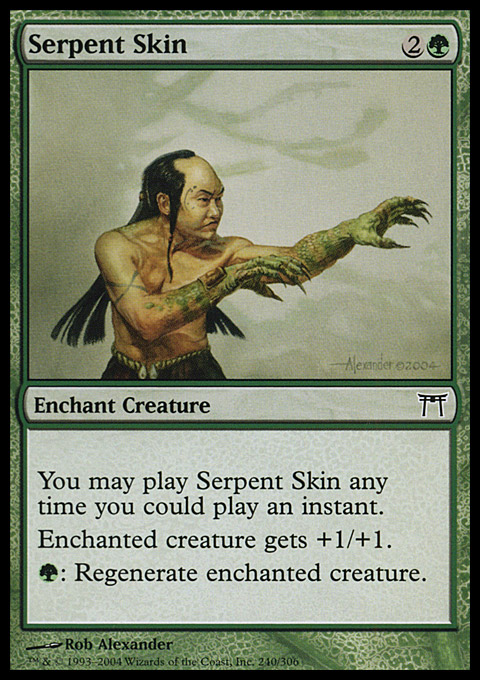 Serpent Skin 2
Alexander ©2004
Enchant Creature
You may play Serpent Skin any
time you could play an instant.
Enchanted creature gets +1/+1.
: Regenerate enchanted creature.
Rob Alexander
™ & © 1993–2004 Wizards of the Coast, Inc. 240/306